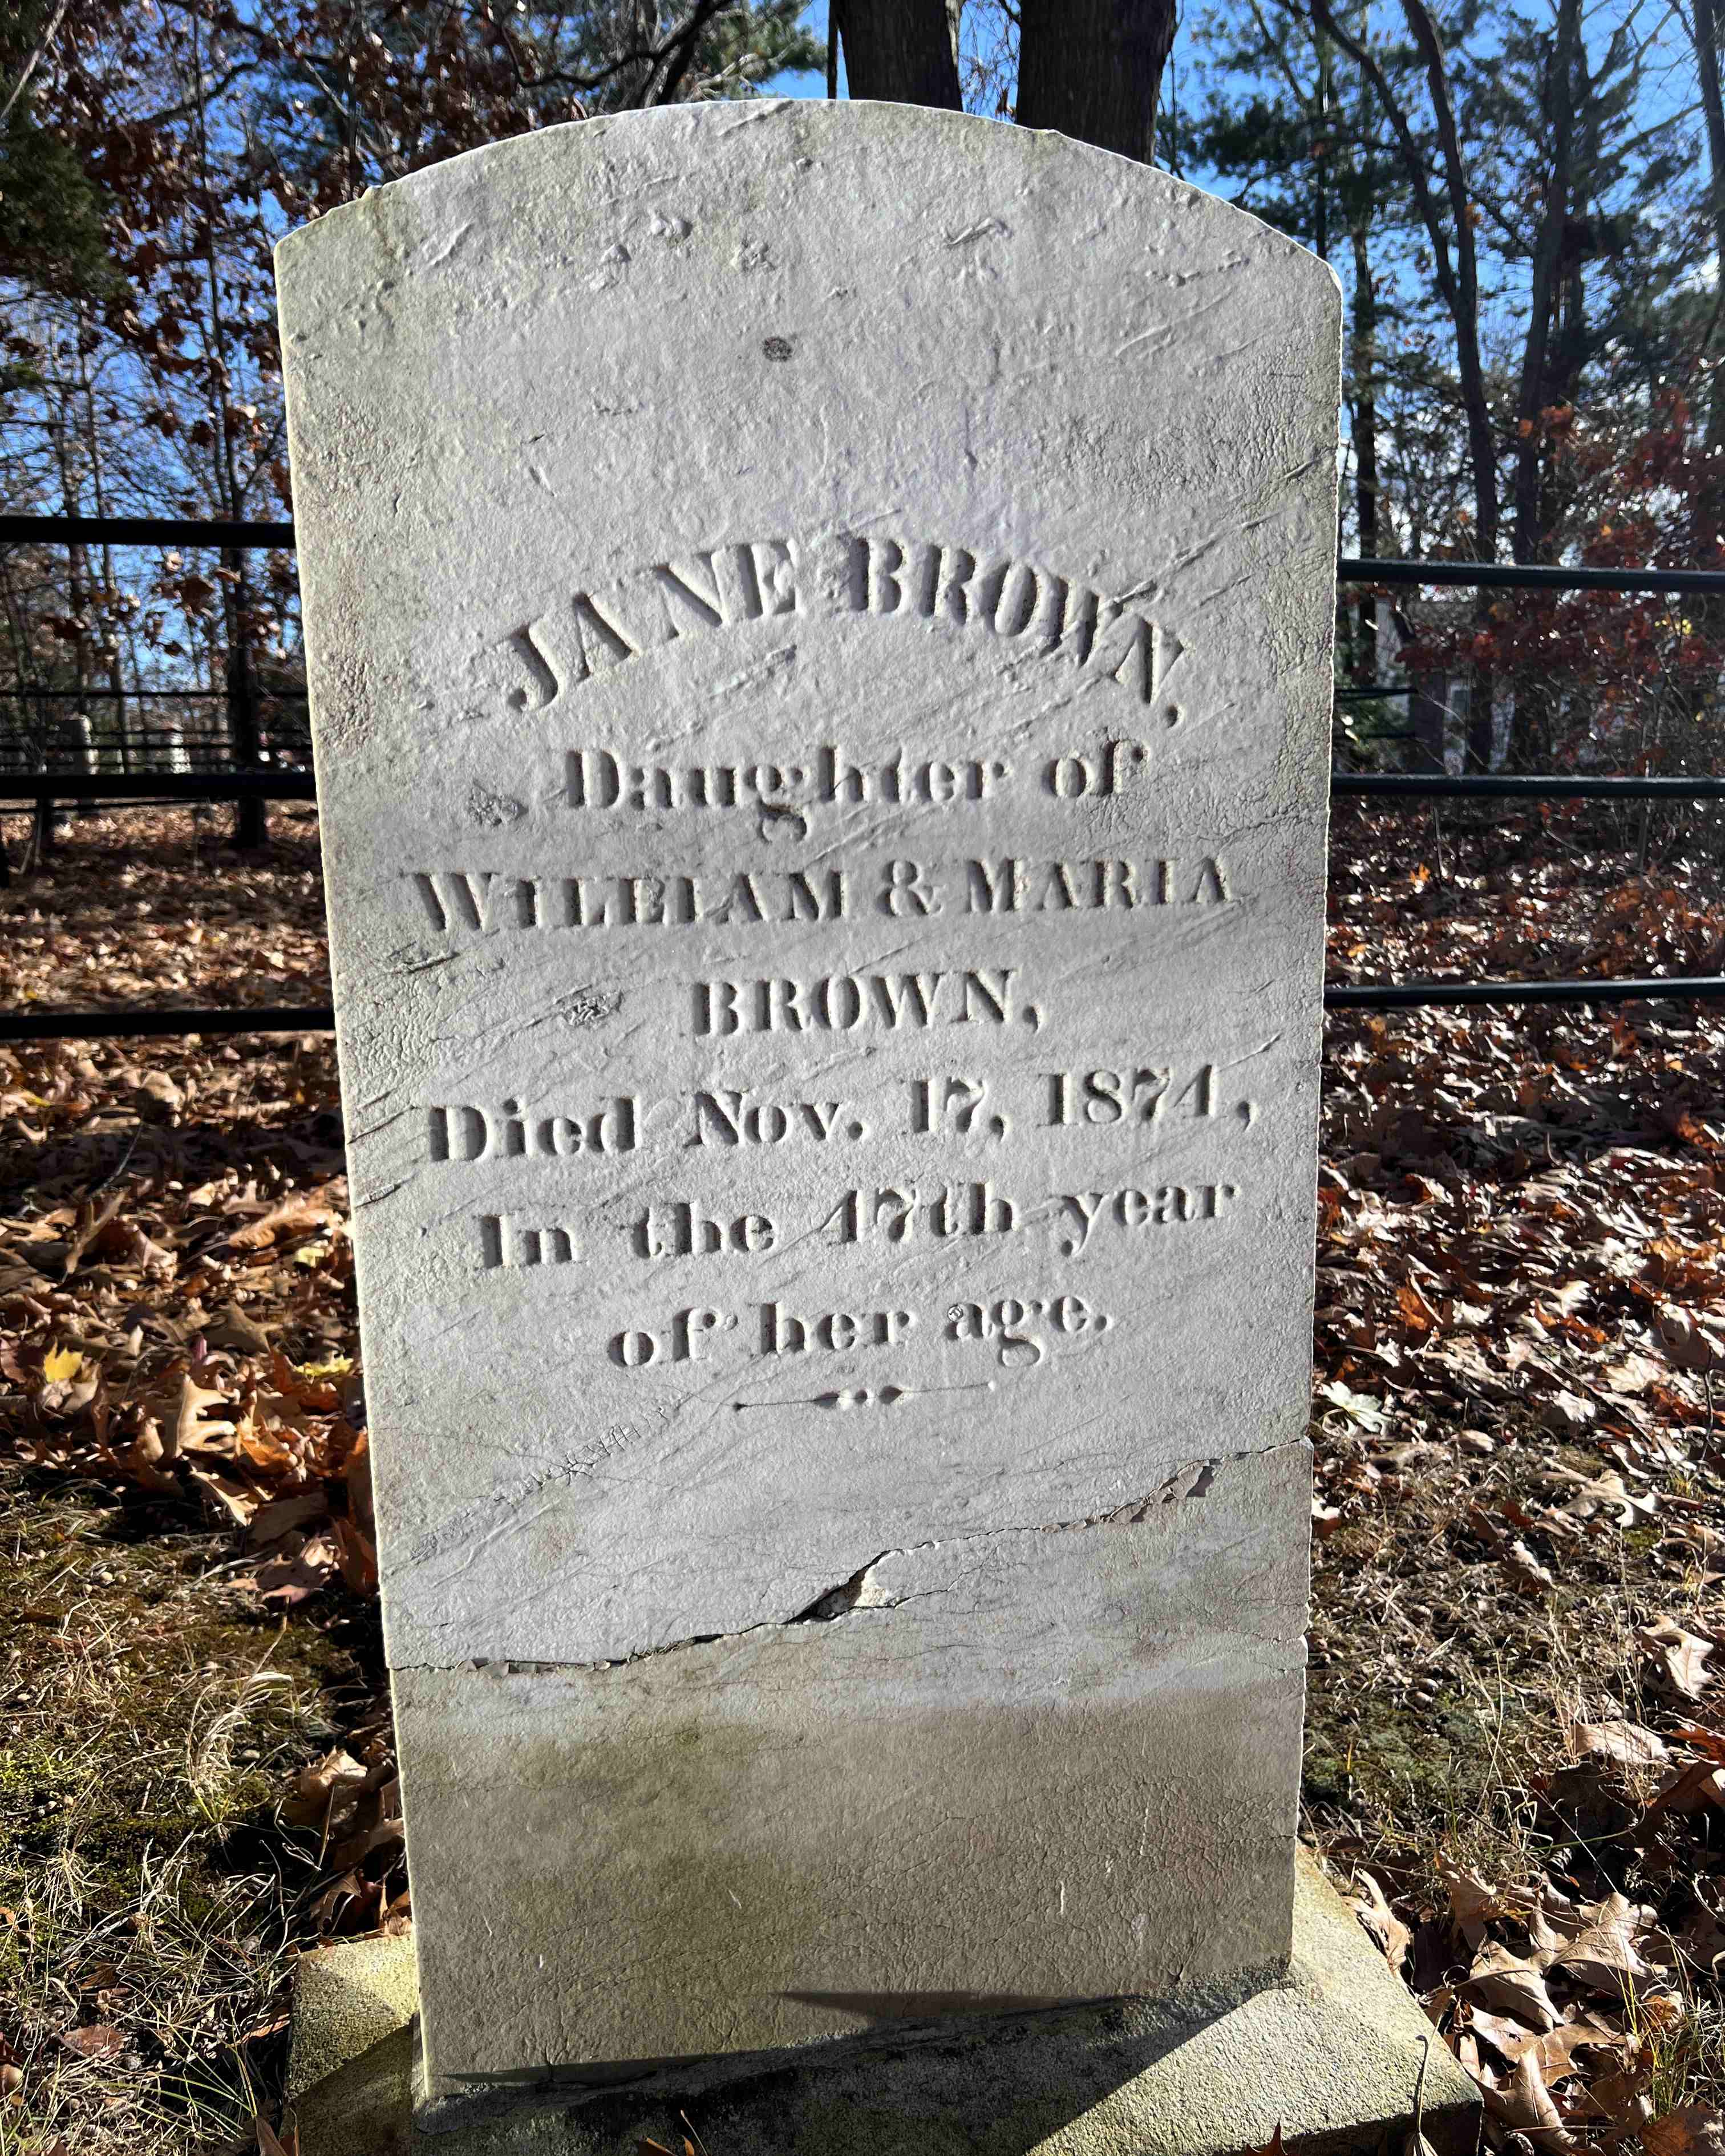 JANE BROWN,
Daughter of
WILLIAM & MARIA
BROWN,
Died Nov. 17, 1874,
In the 47th year
of her age.